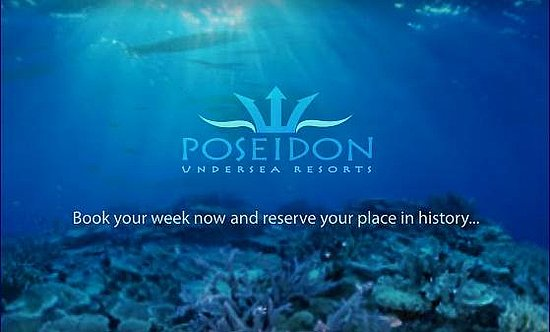 POSEIDON
UNDERSEA RESORTS
Book your week now and reserve your place in history...